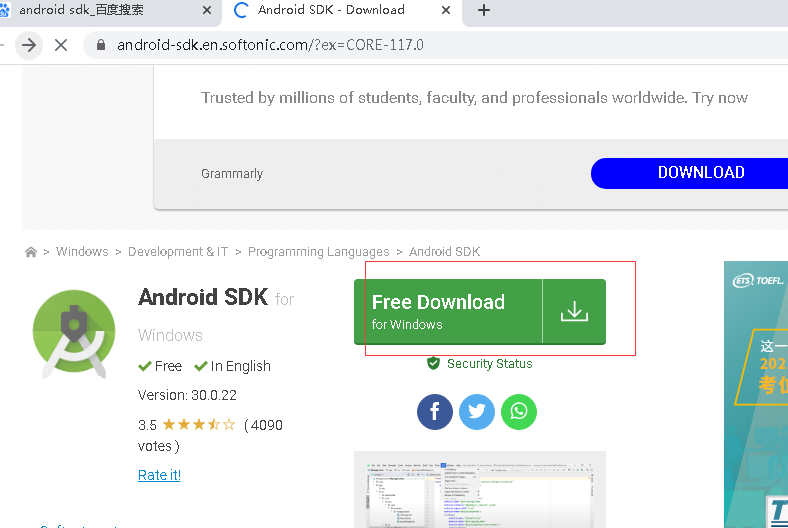 android sdk_百度搜索
Android SDK - Download
android-sdk.en.softonic.com/?ex=CORE-117.0
Trusted by millions of students, faculty, and professionals worldwide. Try now
Grammarly
DOWNLOAD
Windows > Development & IT > Programming Languages > Android SDK
Android SDK for
Windows
Free In English
Version: 30.0.22
3.5 ( 4090
votes )
Rate it!
Free Download
for Windows
Security Status
ETS TOEFL.
这一
考位